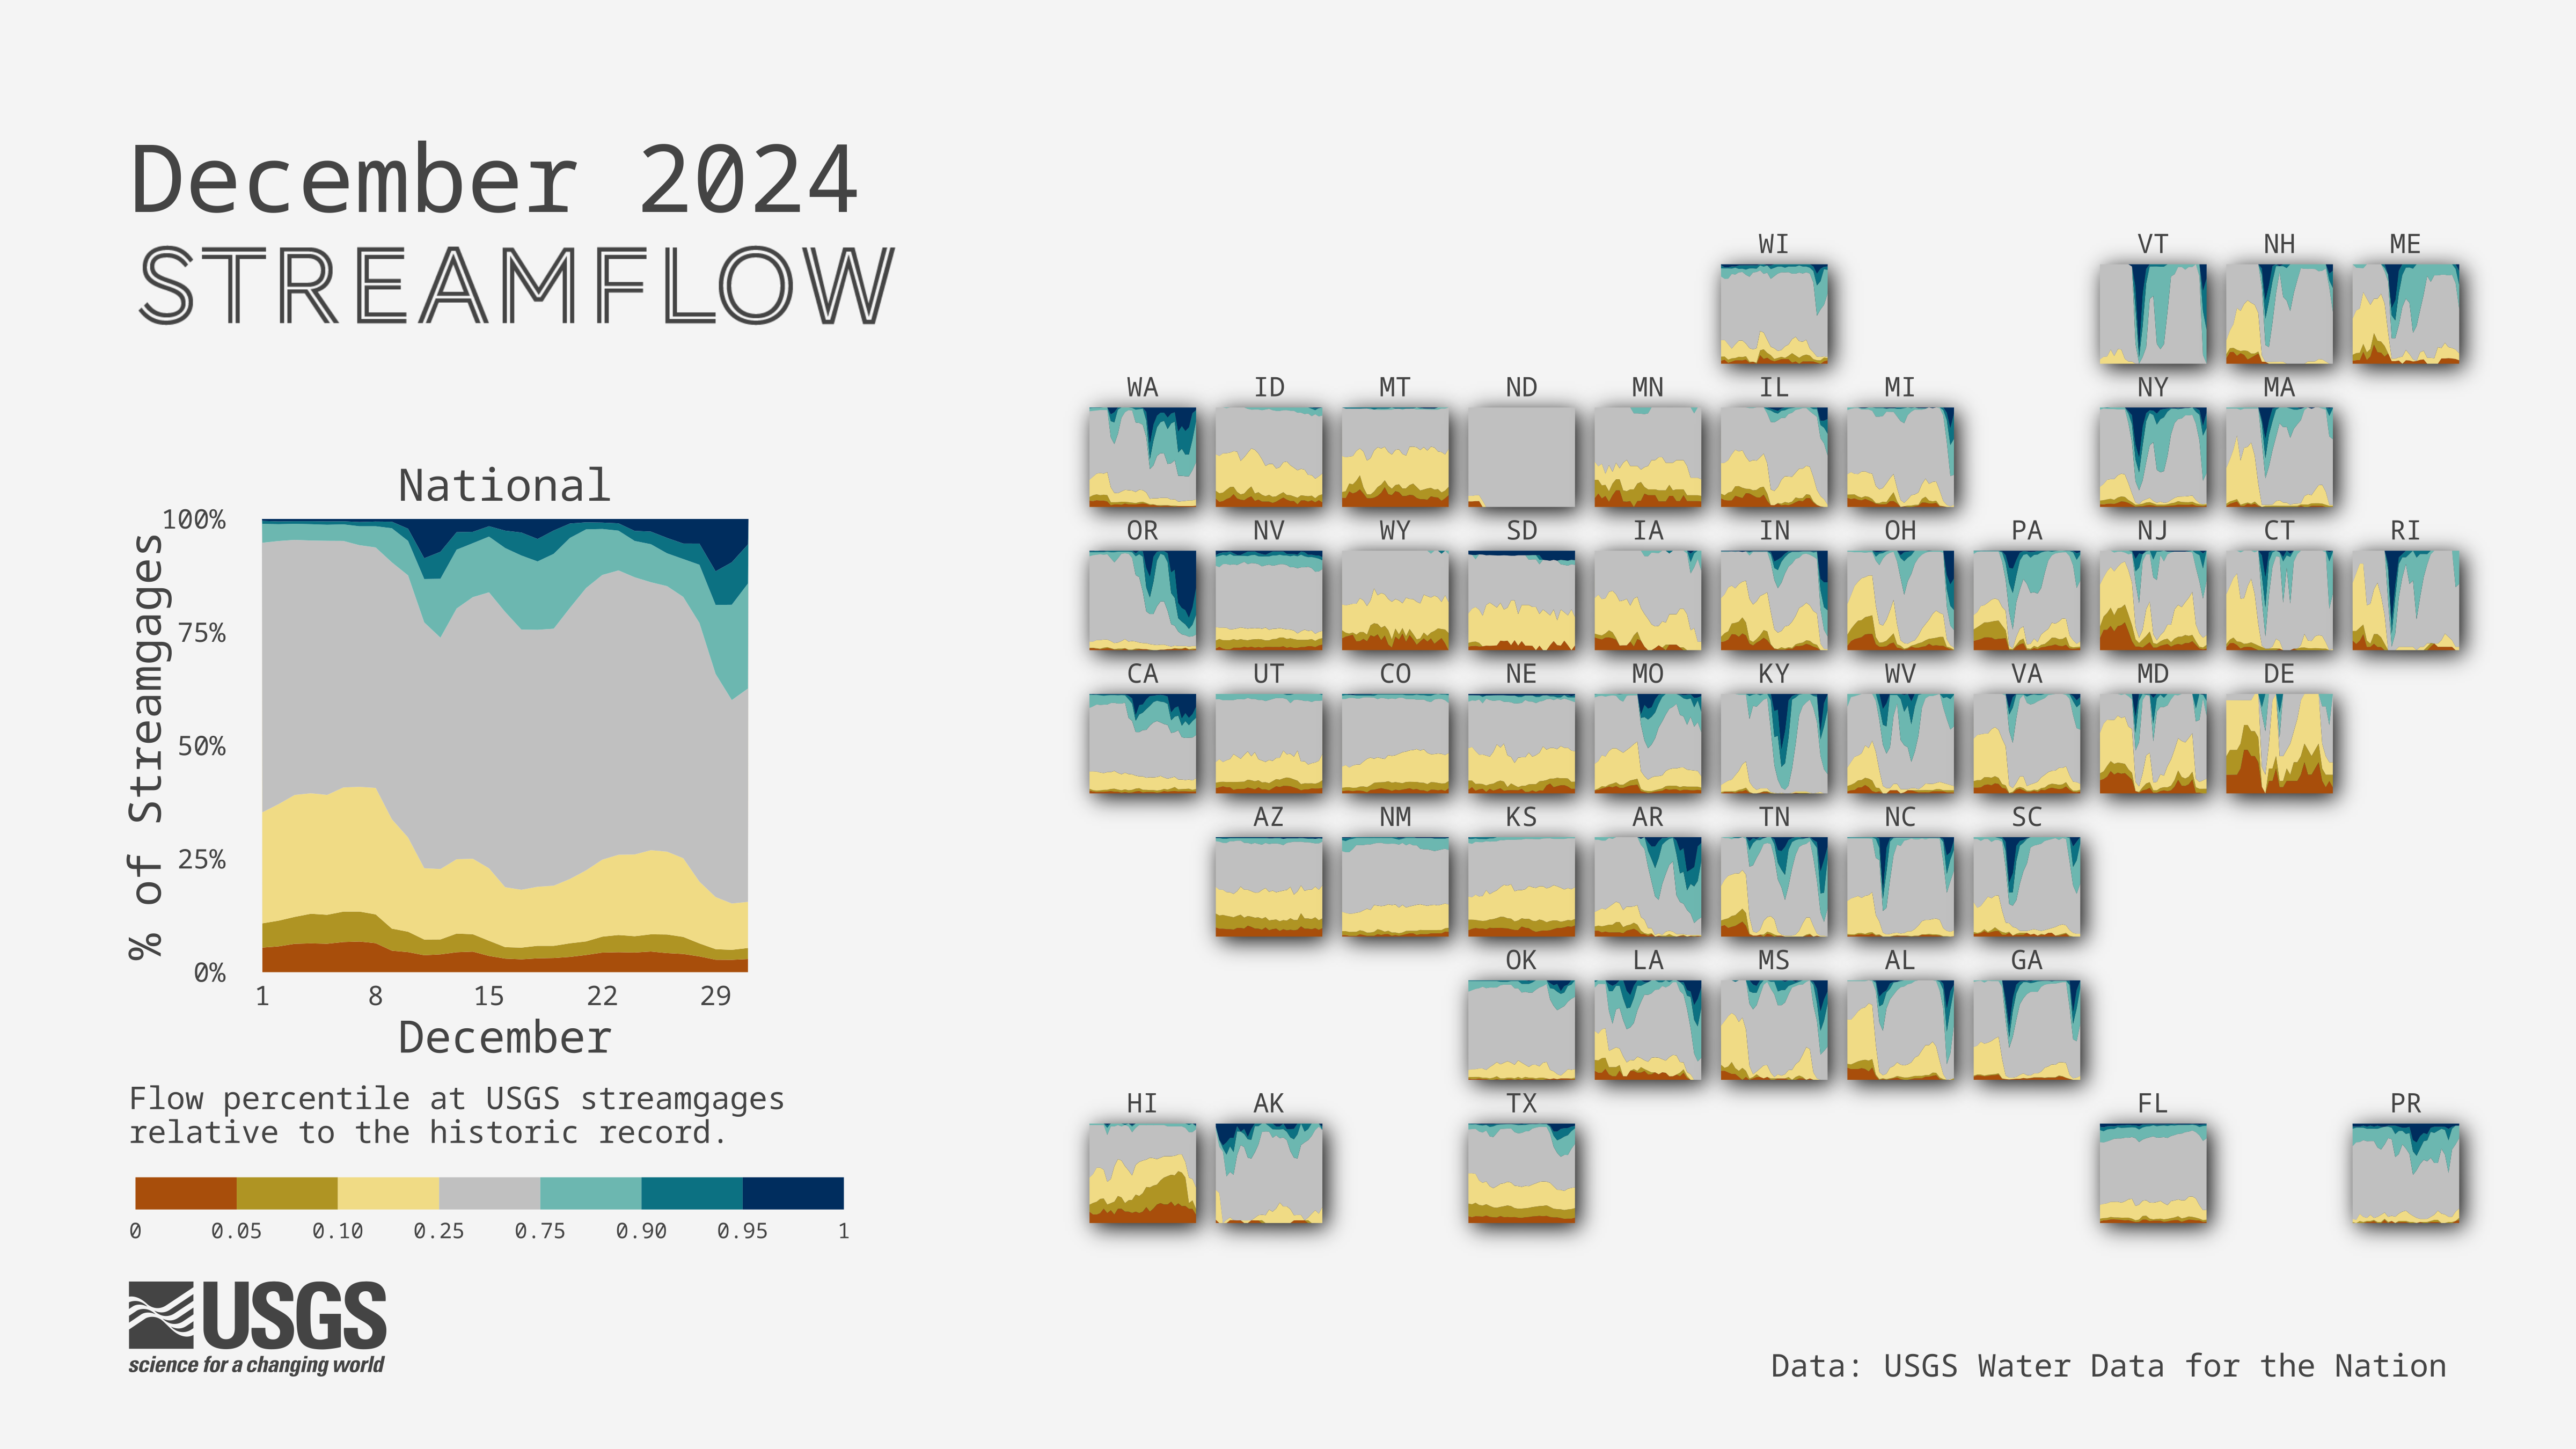 December 2024
STREAMFLOW
National
100%
75%
50%
25%
0%
% of Streamgages
1 8 15 22 29
December
Flow percentile at USGS streamgages
relative to the historic record.
0 0.05 0.10 0.25 0.75 0.90 0.95 1
USGS
science for a changing world
WI VT NH ME
WA ID MT ND MN IL MI NY MA
OR NV WY SD IA IN OH PA NJ CT RI
CA UT CO NE MO KY WV VA MD DE
AZ NM KS AR TN NC SC
OK LA MS AL GA
HI AK TX FL PR
Data: USGS Water Data for the Nation